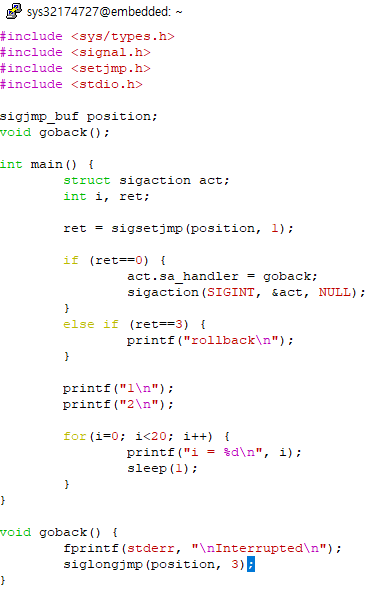 sys32174727@embedded: ~
#include <sys/types.h>
#include <signal.h>
#include <setjmp.h>
#include <stdio.h>

sigjmp_buf position;
void goback();

int main() {
        struct sigaction act;
        int i, ret;

        ret = sigsetjmp(position, 1);

        if (ret==0) {
                act.sa_handler = goback;
                sigaction(SIGINT, &act, NULL);
        }
        else if (ret==3) {
                printf("rollback\n");
        }

        printf("1\n");
        printf("2\n");

        for(i=0; i<20; i++) {
                printf("i = %d\n", i);
                sleep(1);
        }
}

void goback() {
        fprintf(stderr, "\nInterrupted\n");
        siglongjmp(position, 3);
}